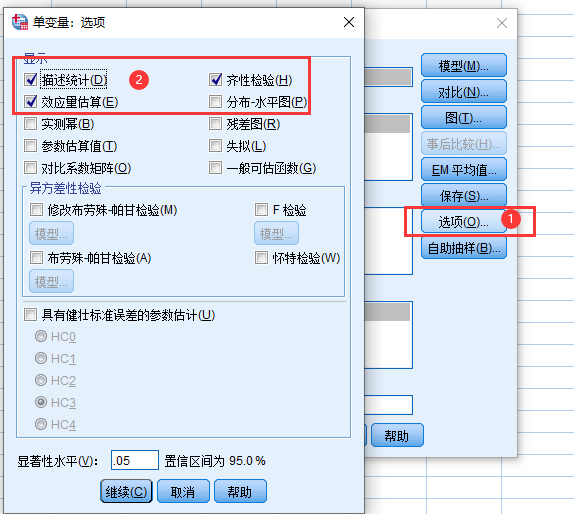 单变量：选项
显示
描述统计(D)
2
齐性检验(H)
效应量估算(E)
分布-水平图(P)
实测幂(B)
残差图(R)
参数估算值(T)
失拟(L)
对比系数矩阵(O)
一般可估函数(G)
异方差性检验
修改布劳殊-帕甘检验(M)
F 检验
模型...
模型...
布劳殊-帕甘检验(A)
怀特检验(W)
模型...
具有健壮标准误差的参数估计(U)
HC0
HC1
HC2
HC3
HC4
显著性水平(V)：
.05
置信区间为 95.0 %
继续(C)
取消
帮助
模型(M)...
对比(N)...
图(T)...
事后比较(H)...
EM 平均值...
保存(S)...
选项(O)...
1
自助抽样(B)...
帮助